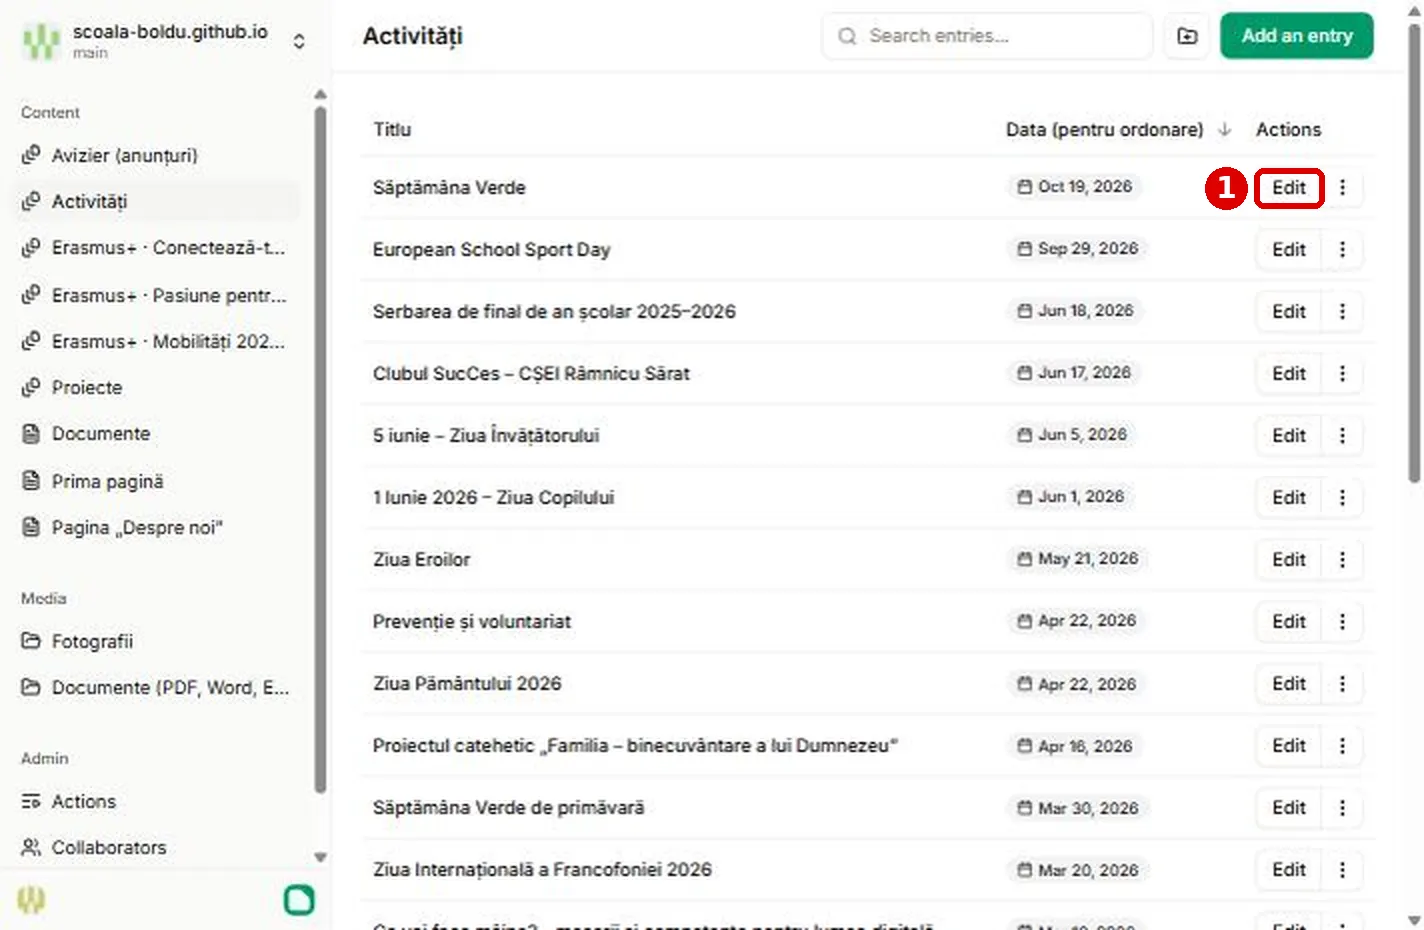 scoala-boldu.github.io
main
Content
Avizier (anunțuri)
Activități
Erasmus+ · Conectează-t...
Erasmus+ · Pasiune pentr...
Erasmus+ · Mobilități 202...
Proiecte
Documente
Prima pagină
Pagina „Despre noi”
Media
Fotografii
Documente (PDF, Word, E...
Admin
Actions
Collaborators
Activități
Search entries...
Add an entry
Titlu Data (pentru ordonare) Actions
Săptămâna Verde Oct 19, 2026 1 Edit
European School Sport Day Sep 29, 2026 Edit
Serbarea de final de an școlar 2025–2026 Jun 18, 2026 Edit
Clubul SucCes – CȘEI Râmnicu Sărat Jun 17, 2026 Edit
5 iunie – Ziua Învățătorului Jun 5, 2026 Edit
1 Iunie 2026 – Ziua Copilului Jun 1, 2026 Edit
Ziua Eroilor May 21, 2026 Edit
Prevenție și voluntariat Apr 22, 2026 Edit
Ziua Pământului 2026 Apr 22, 2026 Edit
Proiectul catehetic „Familia – binecuvântare a lui Dumnezeu” Apr 16, 2026 Edit
Săptămâna Verde de primăvară Mar 30, 2026 Edit
Ziua Internațională a Francofoniei 2026 Mar 20, 2026 Edit